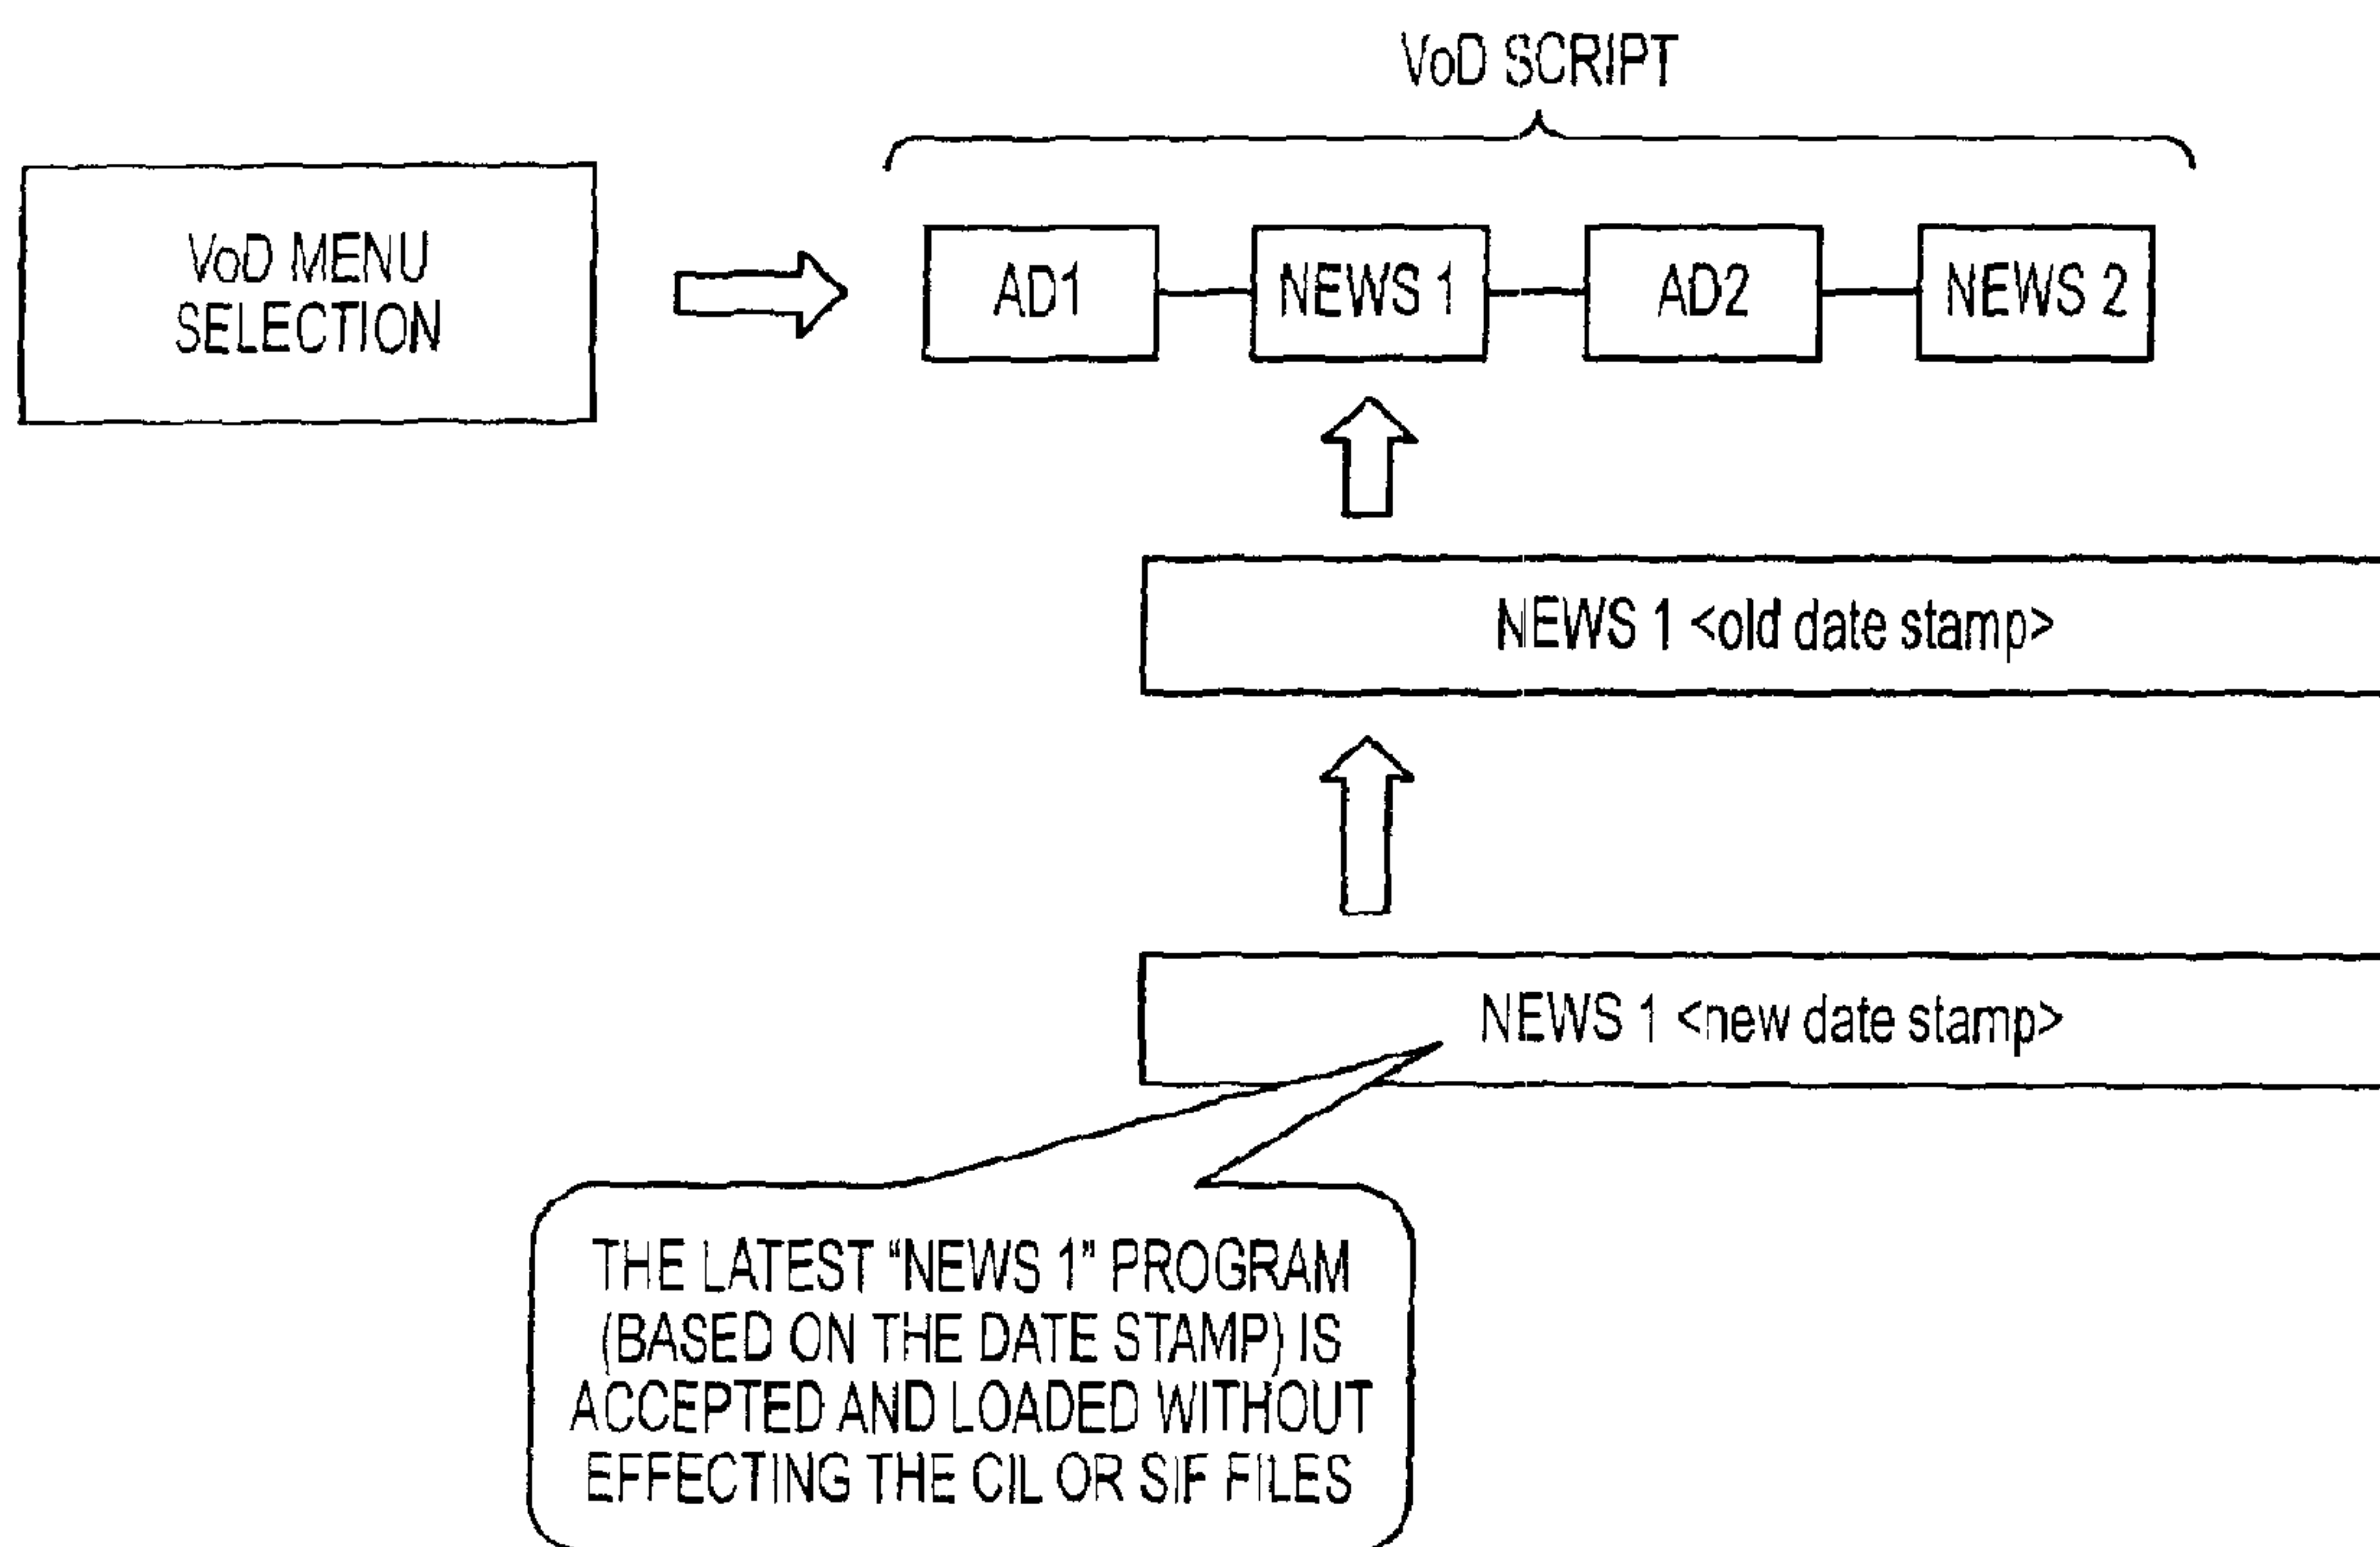 VoD SCRIPT
VoD MENU
SELECTION
AD1
NEWS 1
AD2
NEWS 2
NEWS 1 <old date stamp>
NEWS 1 <new date stamp>
THE LATEST “NEWS 1” PROGRAM
(BASED ON THE DATE STAMP) IS
ACCEPTED AND LOADED WITHOUT
EFFECTING THE CIL OR SIF FILES